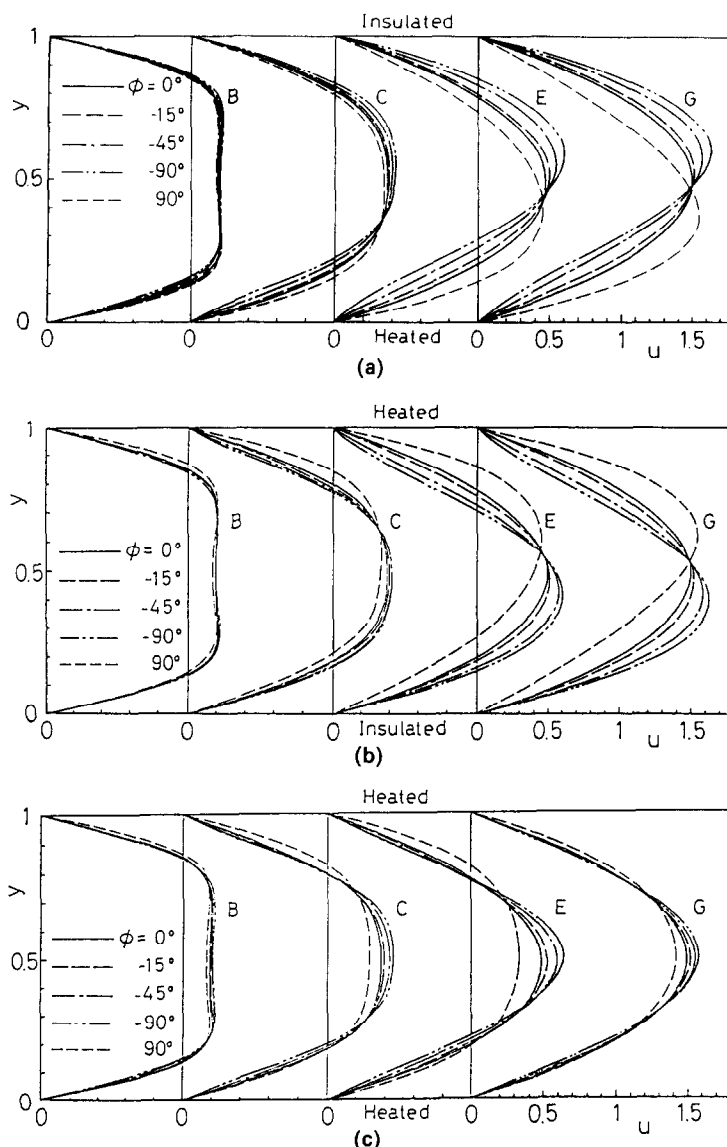 Insulated
1
y
0.5
0
B
C
E
G
ϕ = 0°
-15°
-45°
-90°
90°
0 0 0 0 0.5 1 u 1.5
Heated
(a)
Heated
1
y
0.5
0
B
C
E
G
ϕ = 0°
-15°
-45°
-90°
90°
0 0 0 0 0.5 1 u 1.5
Insulated
(b)
Heated
1
y
0.5
0
B
C
E
G
ϕ = 0°
-15°
-45°
-90°
90°
0 0 0 0 0.5 1 u 1.5
Heated
(c)